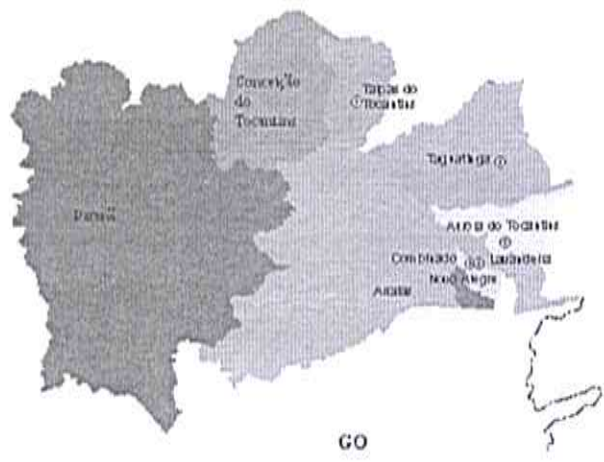 Conceição
do
Tocantins
Taipas do
Tocantins
Taguatinga
Paranã
Aurora do Tocantins
Combinado
Lavandeira
Novo Alegre
Arraias
GO